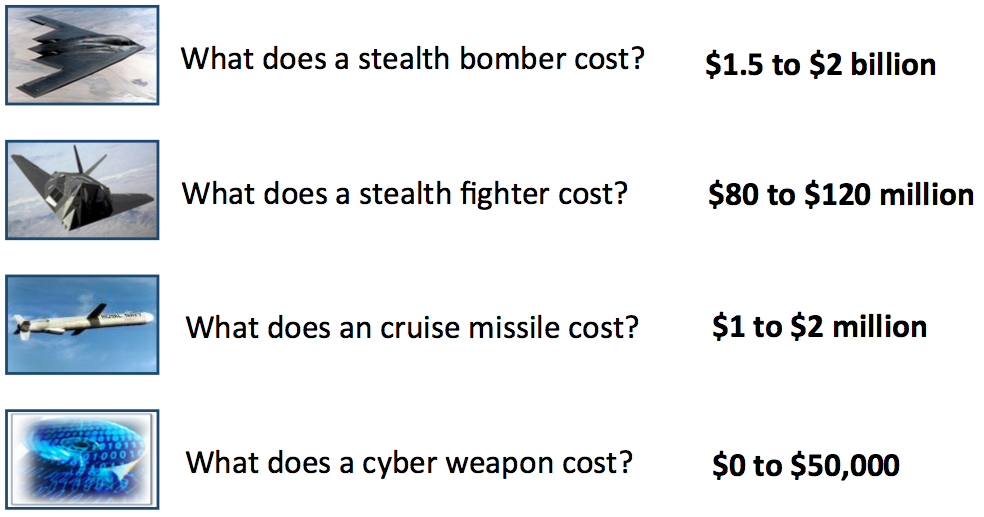 What does a stealth bomber cost? $1.5 to $2 billion
What does a stealth fighter cost? $80 to $120 million
ROYAL NAVY
What does an cruise missile cost? $1 to $2 million
What does a cyber weapon cost? $0 to $50,000